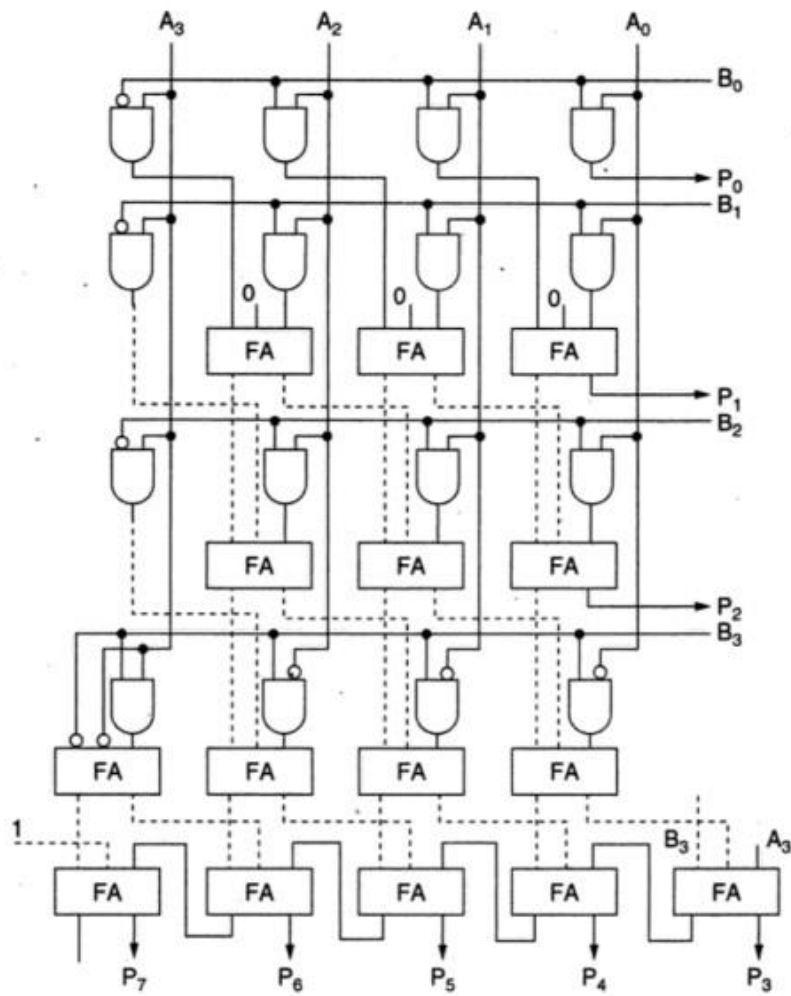 A₃ A₂ A₁ A₀
B₀
P₀
B₁
0 0 0
FA FA FA
P₁
B₂
FA FA FA
P₂
B₃
FA FA FA FA
1 B₃ A₃
FA FA FA FA FA
P₇ P₆ P₅ P₄ P₃